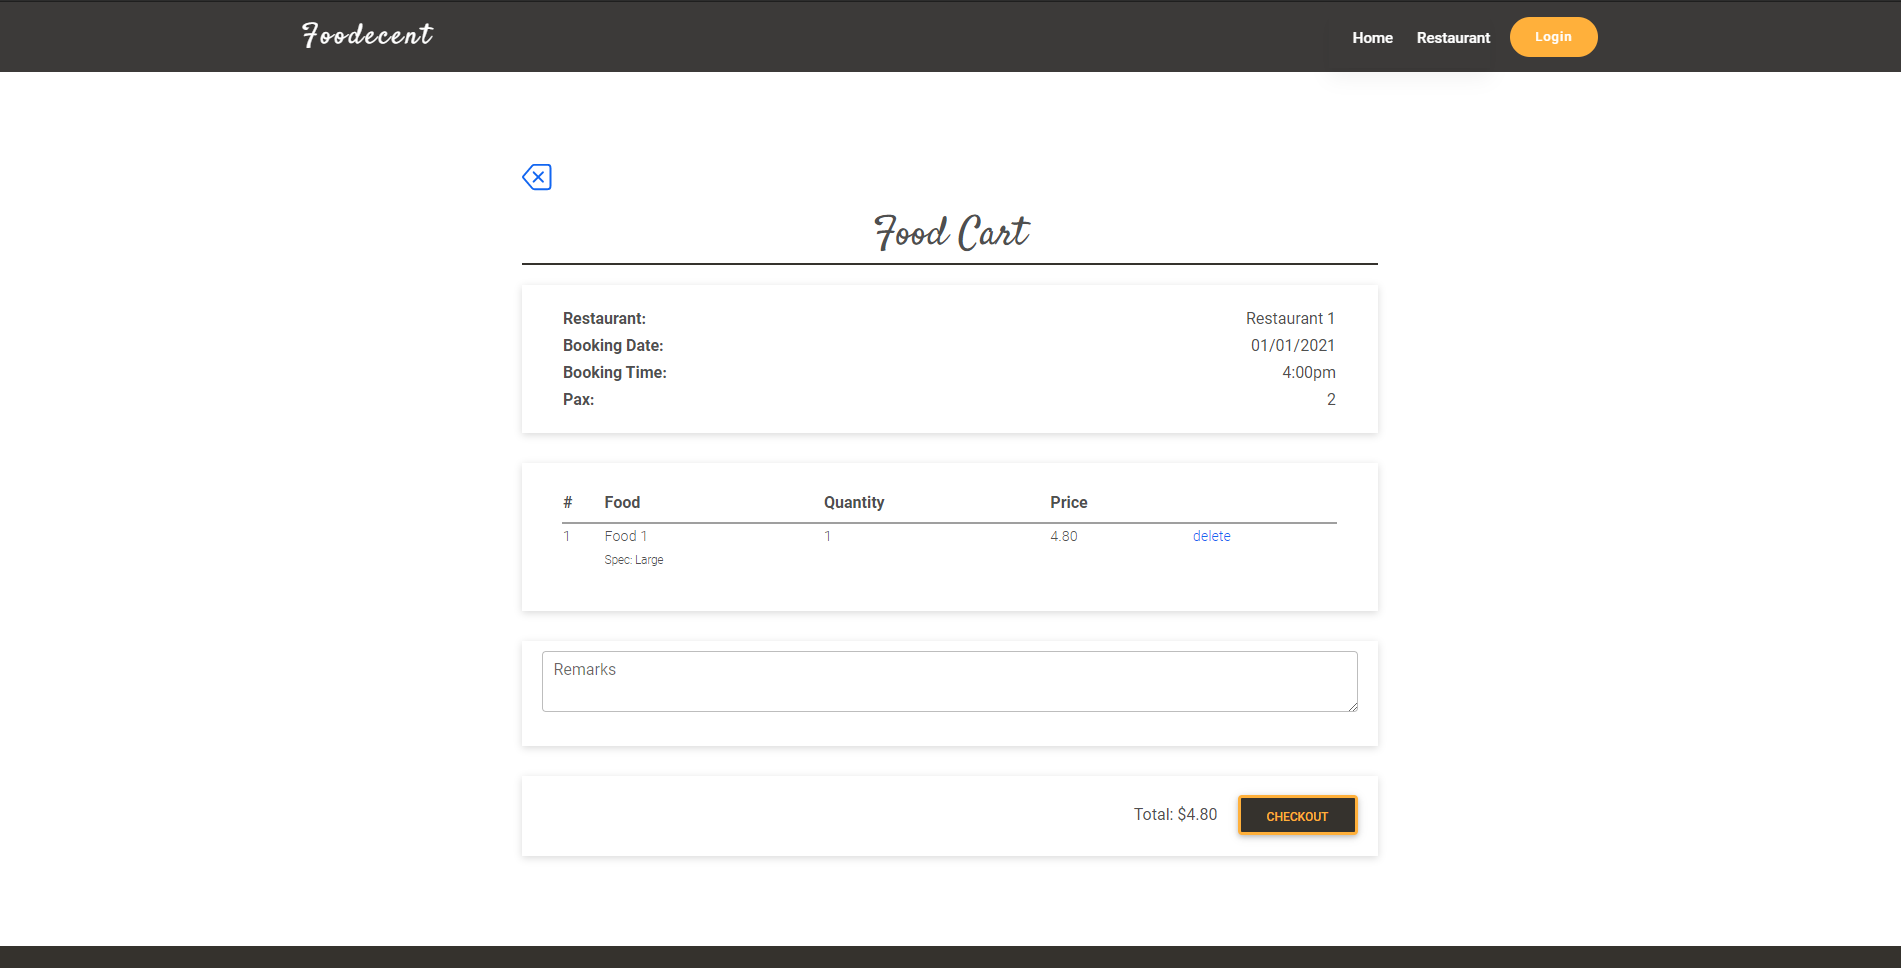 Foodecent
Home Restaurant Login
Food Cart
Restaurant: Restaurant 1
Booking Date: 01/01/2021
Booking Time: 4:00pm
Pax: 2
# Food Quantity Price
1 Food 1 1 4.80 delete
Spec: Large
Remarks
Total: $4.80 CHECKOUT